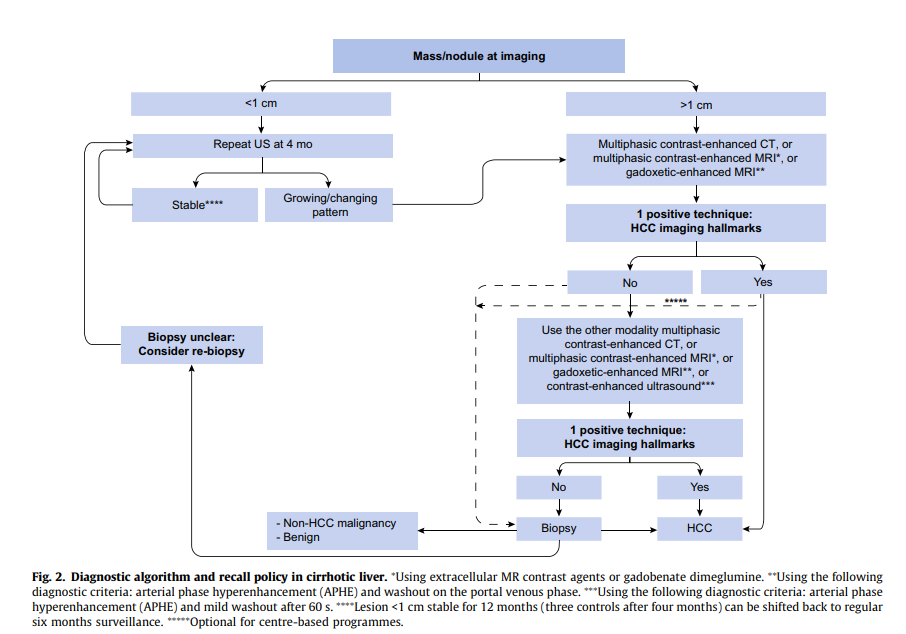 Mass/nodule at imaging
<1 cm
>1 cm
Repeat US at 4 mo
Multiphasic contrast-enhanced CT, or
multiphasic contrast-enhanced MRI*, or
gadoxetic-enhanced MRI**
Stable****
Growing/changing
pattern
1 positive technique:
HCC imaging hallmarks
No
Yes
*****
Biopsy unclear:
Consider re-biopsy
Use the other modality multiphasic
contrast-enhanced CT, or
multiphasic contrast-enhanced MRI*, or
gadoxetic-enhanced MRI**, or
contrast-enhanced ultrasound***
1 positive technique:
HCC imaging hallmarks
No
Yes
- Non-HCC malignancy
- Benign
Biopsy
HCC
Fig. 2. Diagnostic algorithm and recall policy in cirrhotic liver. *Using extracellular MR contrast agents or gadobenate dimeglumine. **Using the following
diagnostic criteria: arterial phase hyperenhancement (APHE) and washout on the portal venous phase. ***Using the following diagnostic criteria: arterial phase
hyperenhancement (APHE) and mild washout after 60 s. ****Lesion <1 cm stable for 12 months (three controls after four months) can be shifted back to regular
six months surveillance. *****Optional for centre-based programmes.